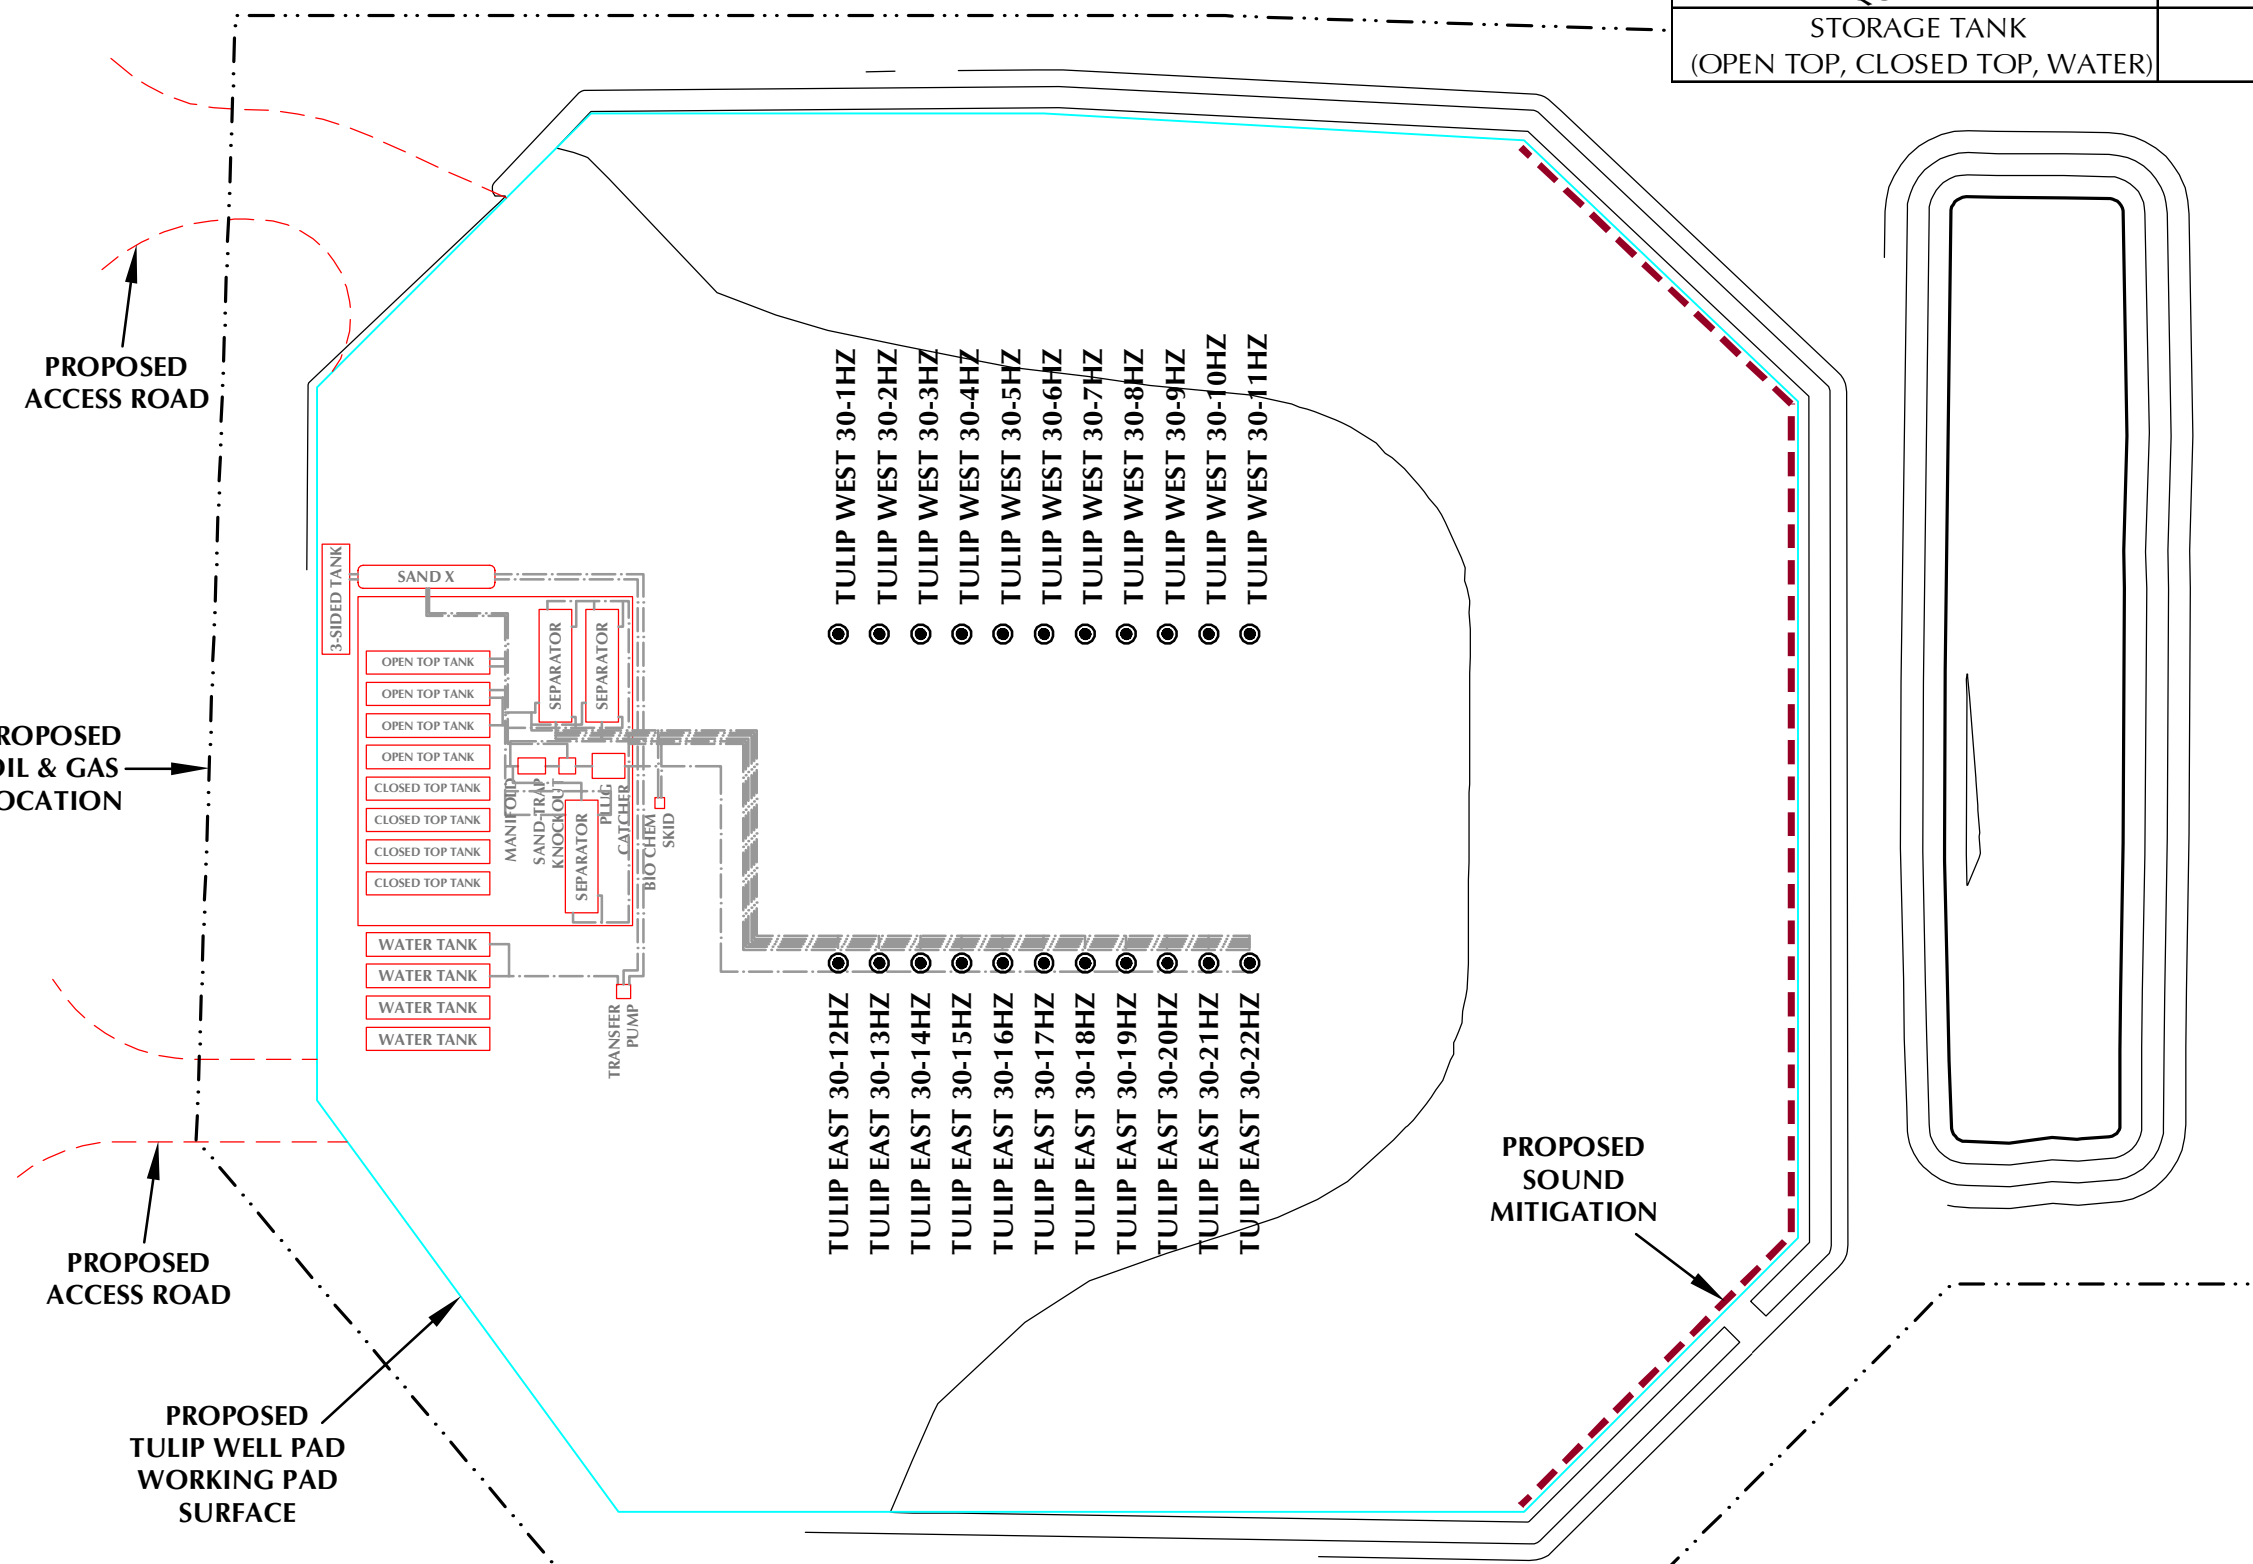 STORAGE TANK
(OPEN TOP, CLOSED TOP, WATER)
PROPOSED
ACCESS ROAD
TULIP WEST 30-1HZ
TULIP WEST 30-2HZ
TULIP WEST 30-3HZ
TULIP WEST 30-4HZ
TULIP WEST 30-5HZ
TULIP WEST 30-6HZ
TULIP WEST 30-7HZ
TULIP WEST 30-8HZ
TULIP WEST 30-9HZ
TULIP WEST 30-10HZ
TULIP WEST 30-11HZ
3-SIDED TANK
SAND X
SEPARATOR
SEPARATOR
OPEN TOP TANK
OPEN TOP TANK
OPEN TOP TANK
OPEN TOP TANK
CLOSED TOP TANK
CLOSED TOP TANK
CLOSED TOP TANK
CLOSED TOP TANK
MANIFOLD
SAND-TRAP
KNOCKOUT
SEPARATOR
PLUG
CATCHER
BIO CHEM
SKID
ROPOSED
OIL & GAS
OCATION
WATER TANK
WATER TANK
WATER TANK
WATER TANK
TRANSFER
PUMP
TULIP EAST 30-12HZ
TULIP EAST 30-13HZ
TULIP EAST 30-14HZ
TULIP EAST 30-15HZ
TULIP EAST 30-16HZ
TULIP EAST 30-17HZ
TULIP EAST 30-18HZ
TULIP EAST 30-19HZ
TULIP EAST 30-20HZ
TULIP EAST 30-21HZ
TULIP EAST 30-22HZ
PROPOSED
SOUND
MITIGATION
PROPOSED
ACCESS ROAD
PROPOSED
TULIP WELL PAD
WORKING PAD
SURFACE